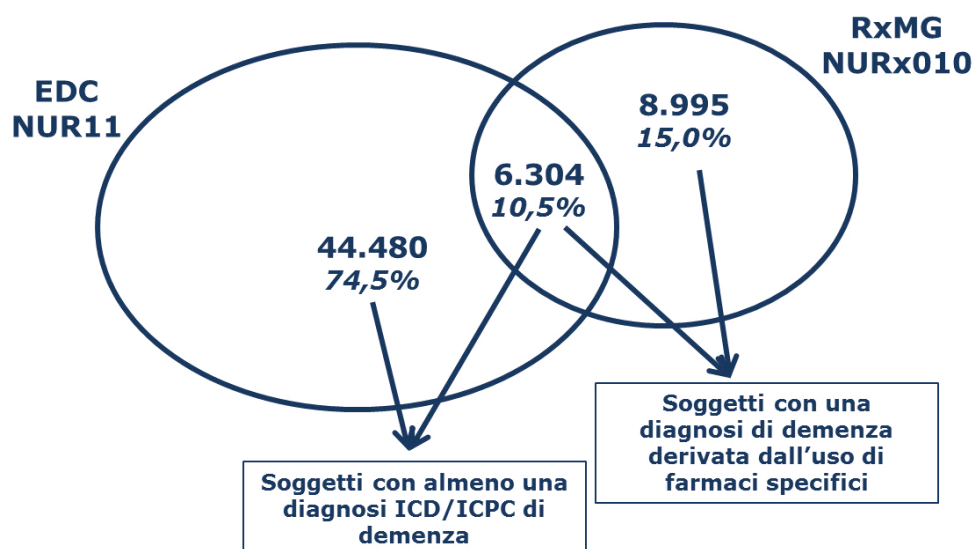 EDC
NUR11
RxMG
NURx010
8.995
15,0%
6.304
10,5%
44.480
74,5%
Soggetti con una
diagnosi di demenza
derivata dall'uso di
farmaci specifici
Soggetti con almeno una
diagnosi ICD/ICPC di
demenza